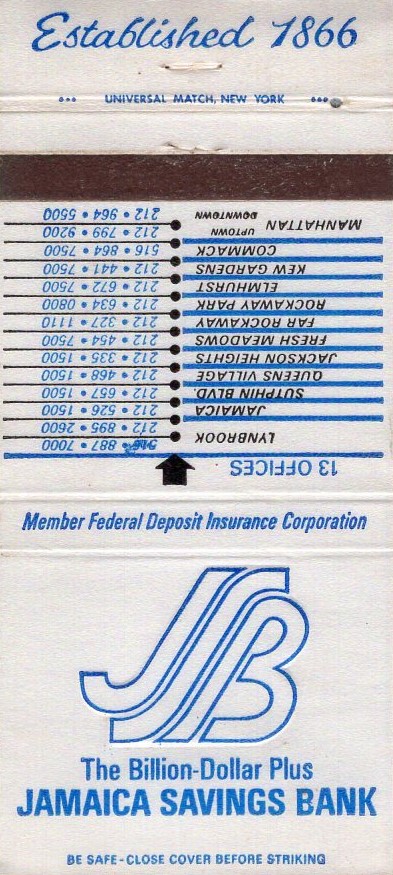 Established 1866
UNIVERSAL MATCH, NEW YORK
13 OFFICES
LYNBROOK 516 • 887 • 7000
212 • 895 • 2600
JAMAICA 212 • 526 • 1500
SUTPHIN BLVD 212 • 657 • 1500
QUEENS VILLAGE 212 • 468 • 1500
JACKSON HEIGHTS 212 • 335 • 1500
FRESH MEADOWS 212 • 454 • 7500
FAR ROCKAWAY 212 • 327 • 1110
ROCKAWAY PARK 212 • 634 • 0800
ELMHURST 212 • 672 • 7500
KEW GARDENS 212 • 441 • 7500
COMMACK 516 • 864 • 7500
MANHATTAN UPTOWN 212 • 799 • 9200
DOWNTOWN 212 • 964 • 5500
Member Federal Deposit Insurance Corporation
JSB
The Billion-Dollar Plus
JAMAICA SAVINGS BANK
BE SAFE - CLOSE COVER BEFORE STRIKING